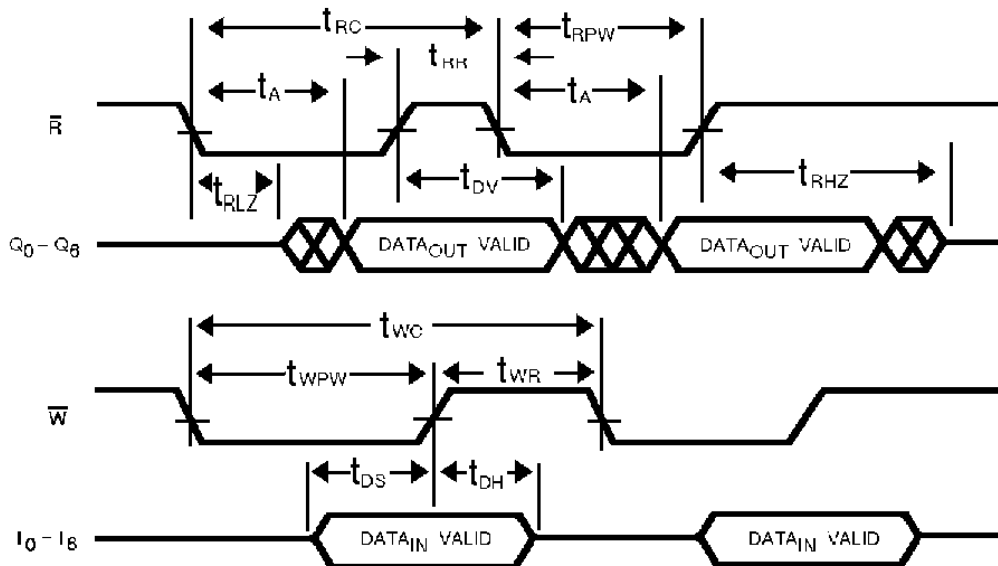 tRC
tRPW
tRR
tA
tA
R̅
tDV
tRHZ
tRLZ
Q0 – Q8
DATAOUT VALID
DATAOUT VALID
tWC
tWPW
tWR
W̅
tDS
tDH
I0 – I8
DATAIN VALID
DATAIN VALID